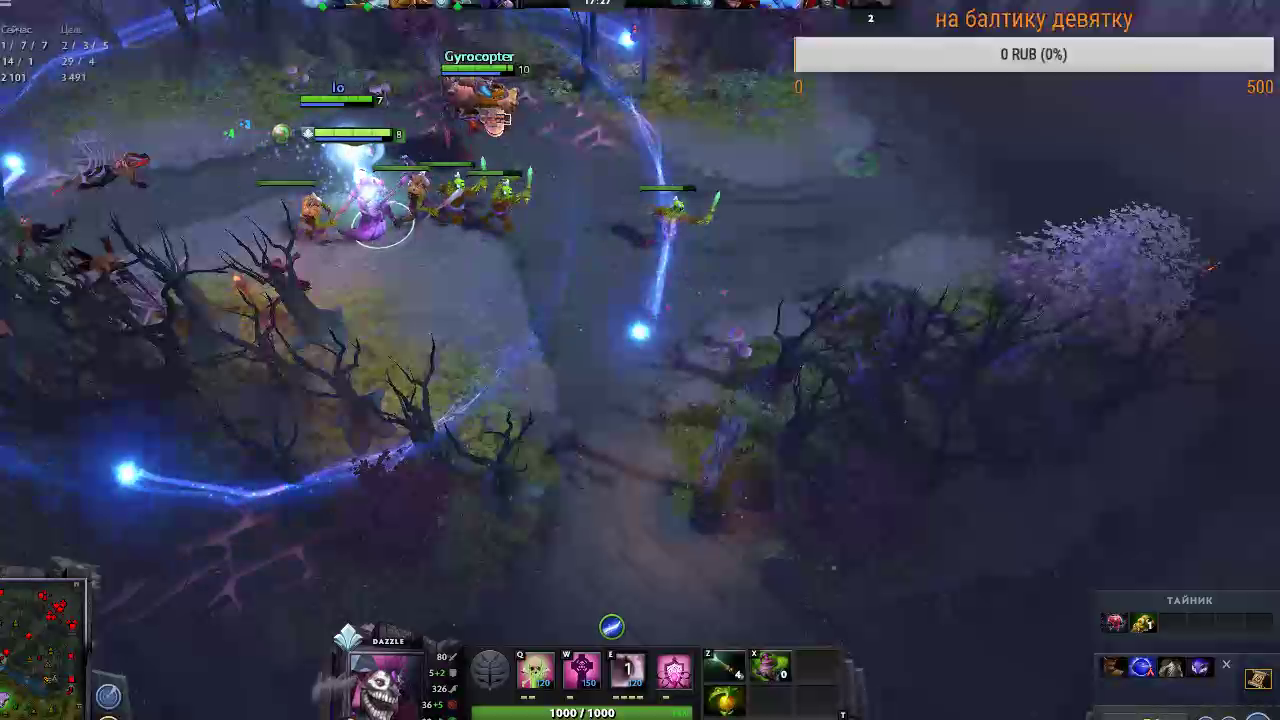 17:27
на балтику девятку
2
Сейчас Цель
0 RUB (0%)
1 / 7 / 7 2 / 3 / 5
14 / 1 29 / 4
2 101 3 491
0 500
Gyrocopter
10
Io
7
8
ТАЙНИК
1
DAZZLE
80
5+2
326
36+5
Q W E Z X
120 150 1 120 4 0
1000 / 1000
T